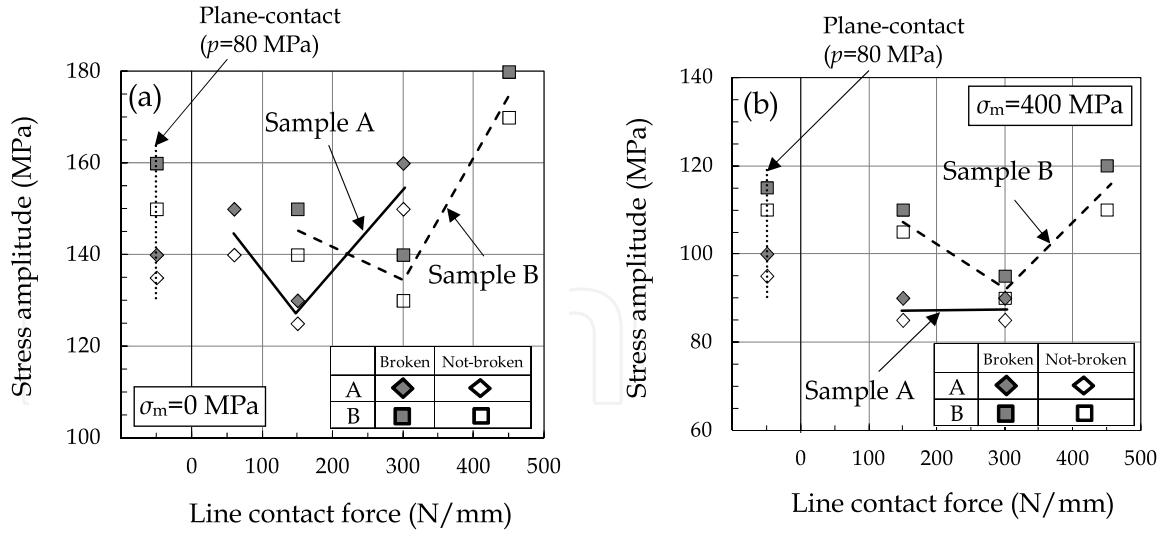 Plane-contact
(p=80 MPa)
180
160
140
120
100
Stress amplitude (MPa)
(a)
Sample A
Sample B
σm=0 MPa
Broken Not-broken
A
B
0 100 200 300 400 500
Line contact force (N/mm)
Plane-contact
(p=80 MPa)
140
120
100
80
60
Stress amplitude (MPa)
(b)
σm=400 MPa
Sample B
Sample A
Broken Not-broken
A
B
0 100 200 300 400 500
Line contact force (N/mm)